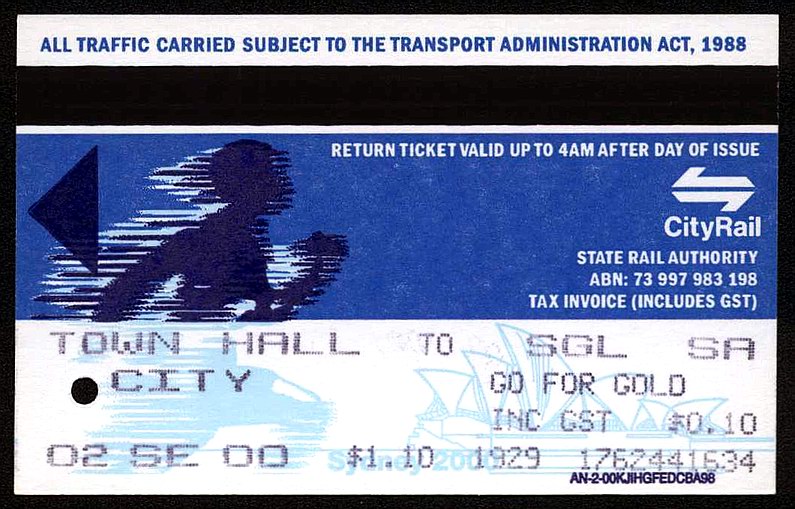 ALL TRAFFIC CARRIED SUBJECT TO THE TRANSPORT ADMINISTRATION ACT, 1988
RETURN TICKET VALID UP TO 4AM AFTER DAY OF ISSUE
CityRail
STATE RAIL AUTHORITY
ABN: 73 997 983 198
TAX INVOICE (INCLUDES GST)
TOWN HALL TO SGL SA
CITY GO FOR GOLD
INC GST $0.10
Sydney 2000
02 SE 00 $1.10 1929 1762441634
AN-2-00KJIHGFEDCBA98